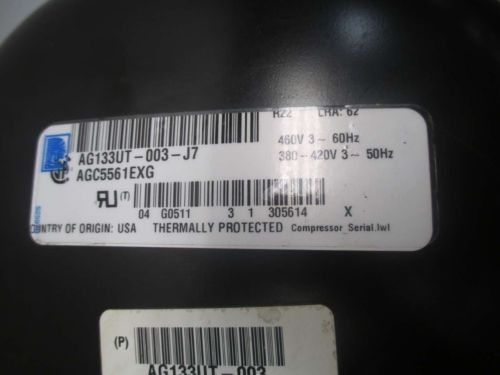 R22 LRA: 62
460V 3~ 60Hz
380-420V 3~ 50Hz
AG133UT-003-J7
AGC5561EXG
(T)
04 G0511 3 1 305614 X
COUNTRY OF ORIGIN: USA THERMALLY PROTECTED Compressor_Serial.lwl
(P)
AG133UT-003